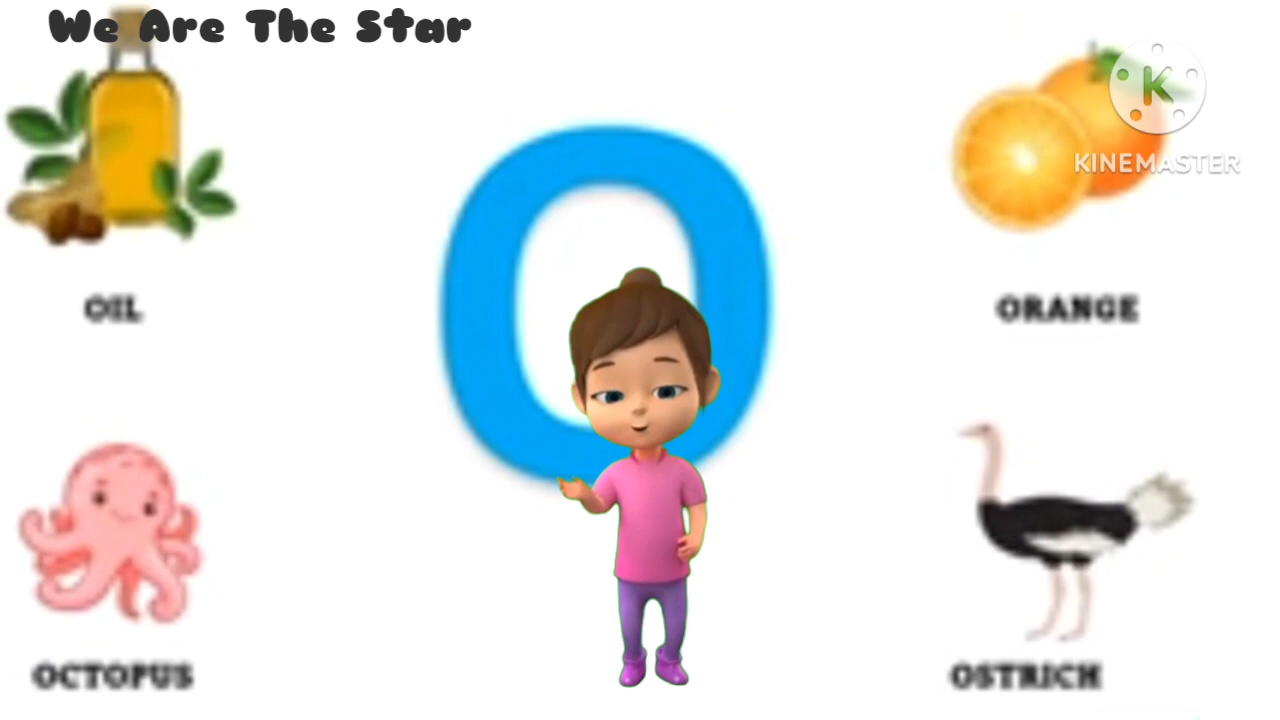 We Are The Star
K
KINEMASTER
O
OIL
ORANGE
OCTOPUS
OSTRICH